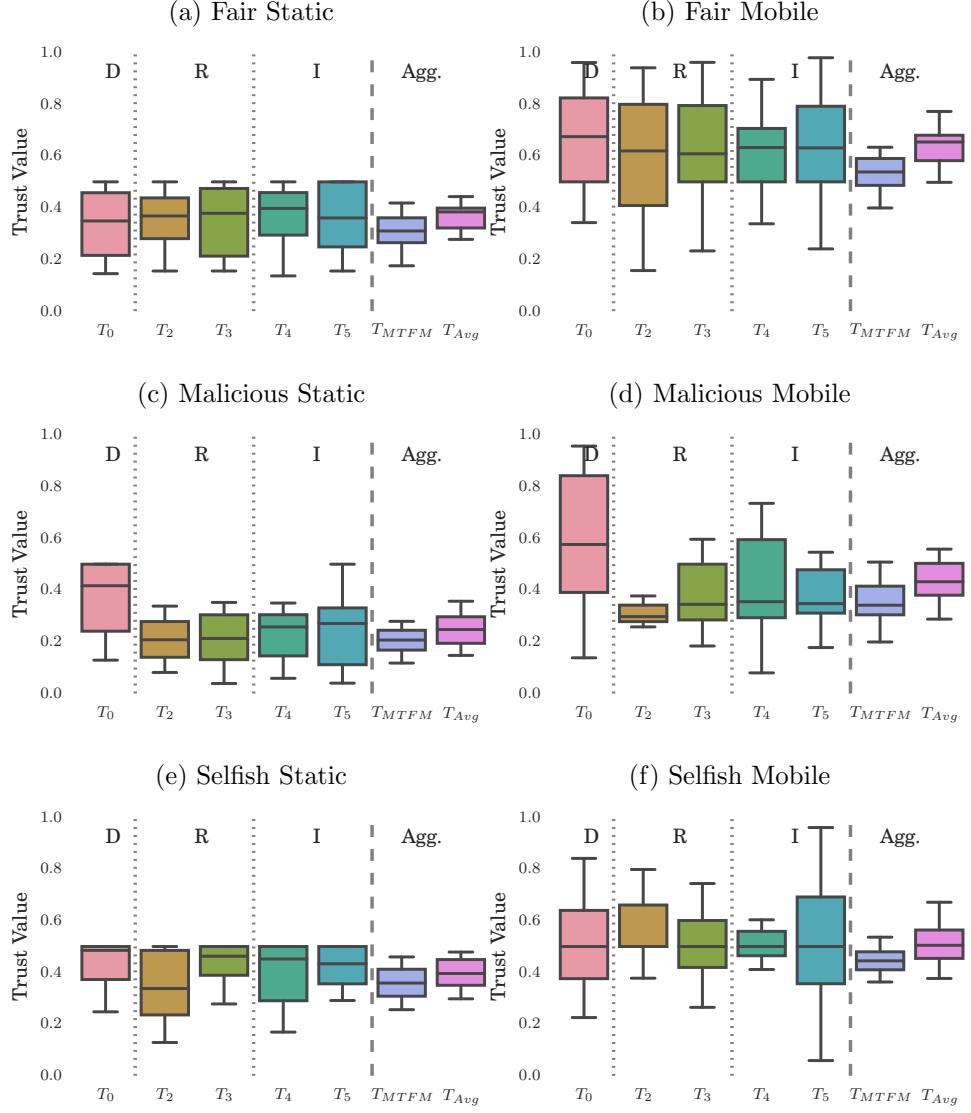 (a) Fair Static
(b) Fair Mobile
1.0
0.8
0.6
0.4
0.2
0.0
Trust Value
D R I Agg.
T0 T2 T3 T4 T5 TMTFM TAvg
1.0
0.8
0.6
0.4
0.2
0.0
Trust Value
D R I Agg.
T0 T2 T3 T4 T5 TMTFM TAvg
(c) Malicious Static
(d) Malicious Mobile
1.0
0.8
0.6
0.4
0.2
0.0
Trust Value
D R I Agg.
T0 T2 T3 T4 T5 TMTFM TAvg
1.0
0.8
0.6
0.4
0.2
0.0
Trust Value
D R I Agg.
T0 T2 T3 T4 T5 TMTFM TAvg
(e) Selfish Static
(f) Selfish Mobile
1.0
0.8
0.6
0.4
0.2
0.0
Trust Value
D R I Agg.
T0 T2 T3 T4 T5 TMTFM TAvg
1.0
0.8
0.6
0.4
0.2
0.0
Trust Value
D R I Agg.
T0 T2 T3 T4 T5 TMTFM TAvg